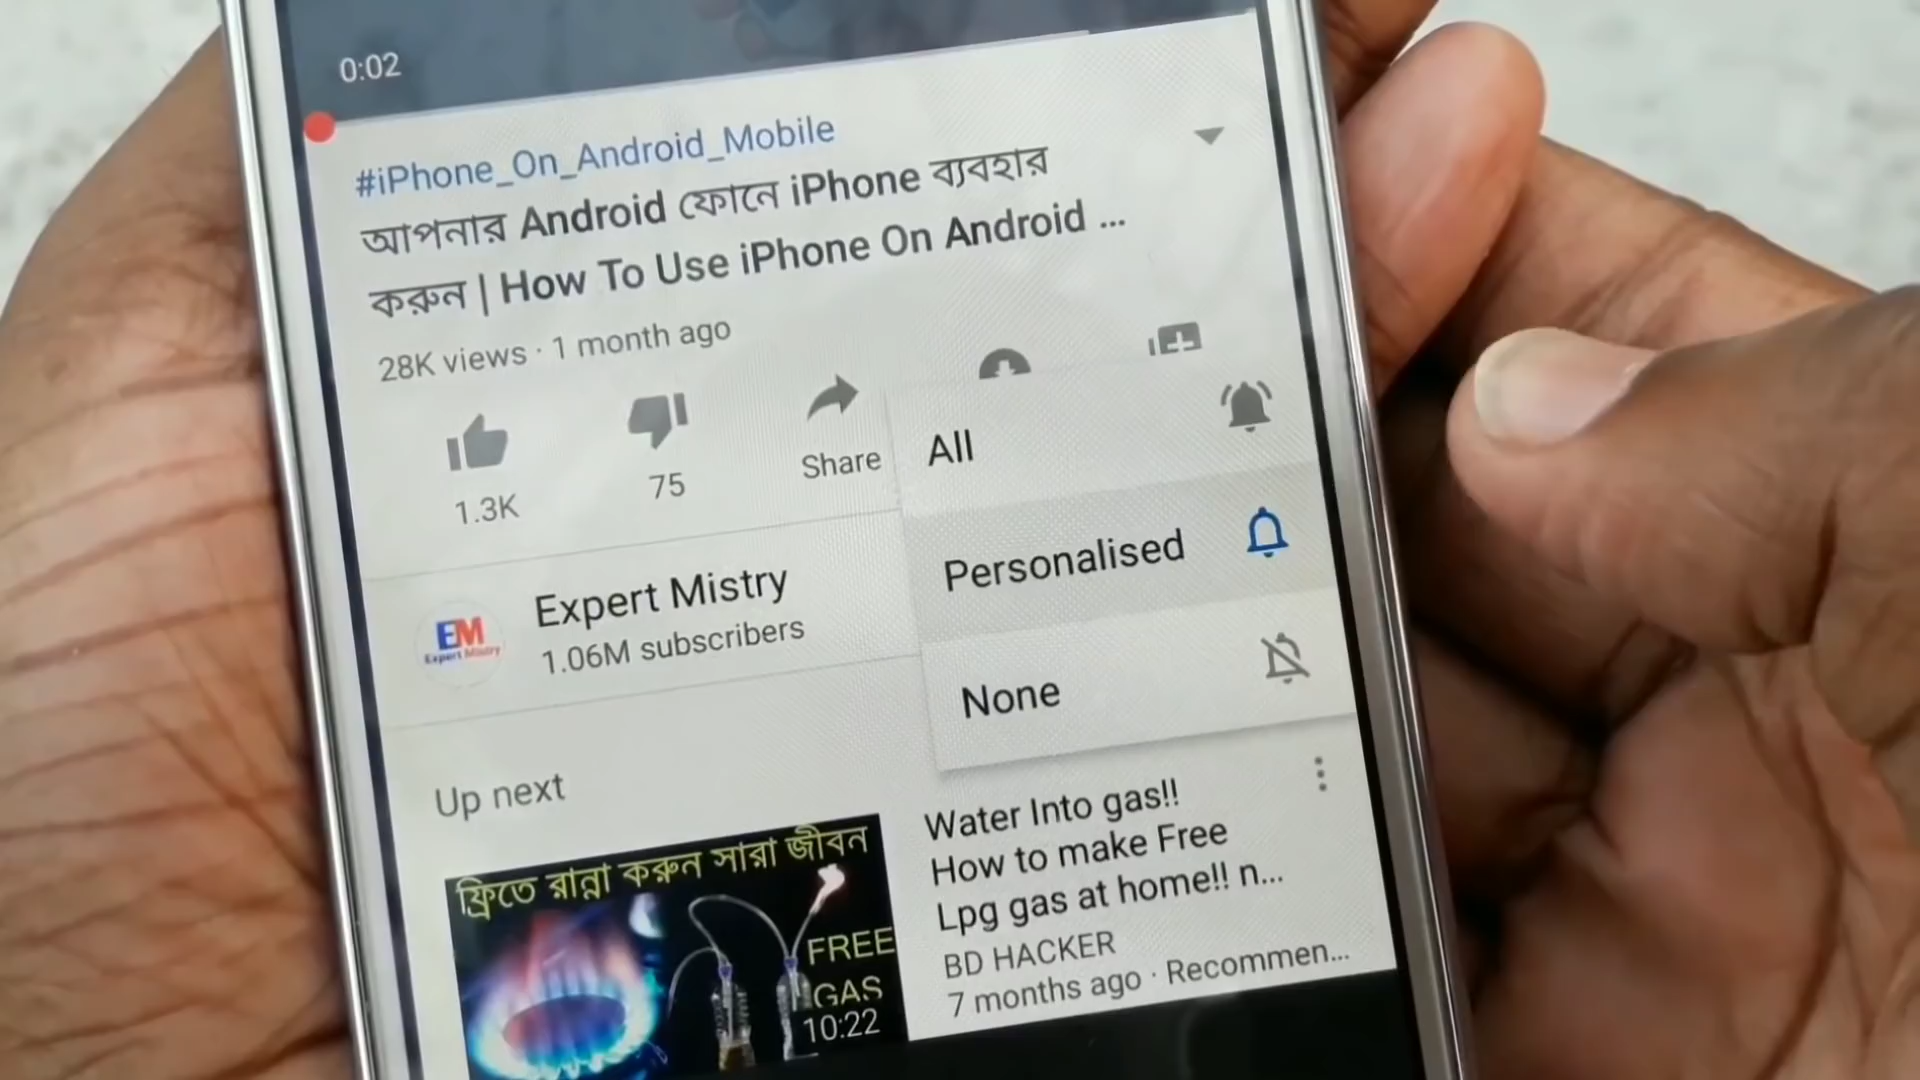 0:02
#iPhone_On_Android_Mobile
আপনার Android ফোনে iPhone ব্যবহার
করুন | How To Use iPhone On Android ...
28K views · 1 month ago
1.3K
75
Share
All
Personalised
None
EM
Expert Mistry
Expert Mistry
1.06M subscribers
Up next
ফ্রিতে রান্না করুন সারা জীবন
FREE
GAS
10:22
Water Into gas!!
How to make Free
Lpg gas at home!! n...
BD HACKER
7 months ago · Recommen...